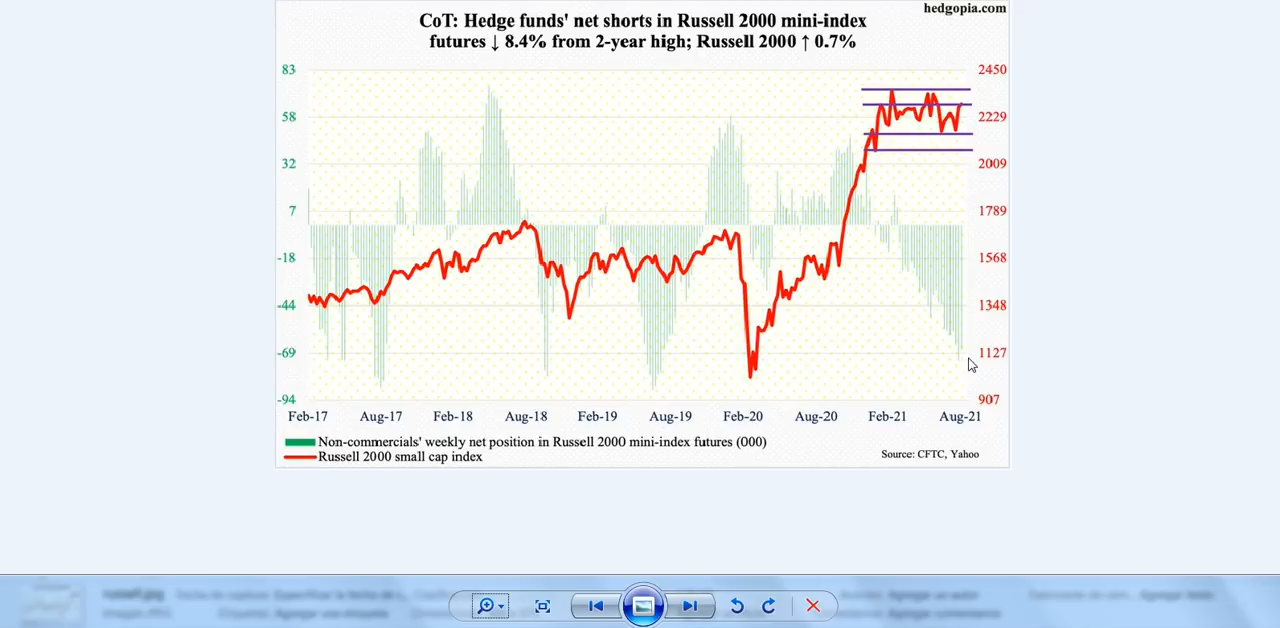 hedgopia.com
CoT: Hedge funds' net shorts in Russell 2000 mini-index
futures ↓ 8.4% from 2-year high; Russell 2000 ↑ 0.7%
83 2450
58 2229
32 2009
7 1789
-18 1568
-44 1348
-69 1127
-94 907
Feb-17 Aug-17 Feb-18 Aug-18 Feb-19 Aug-19 Feb-20 Aug-20 Feb-21 Aug-21
Non-commercials' weekly net position in Russell 2000 mini-index futures (000)
Russell 2000 small cap index
Source: CFTC, Yahoo
russell.jpg